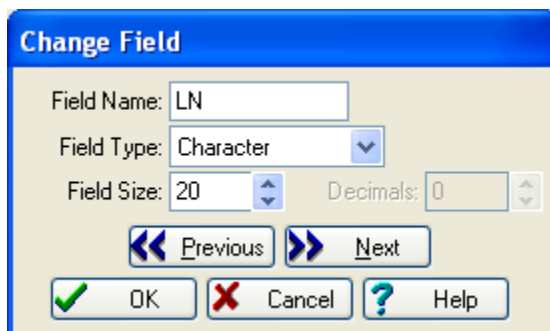 Change Field
Field Name: LN
Field Type: Character
Field Size: 20 Decimals: 0
Previous Next
OK Cancel ? Help